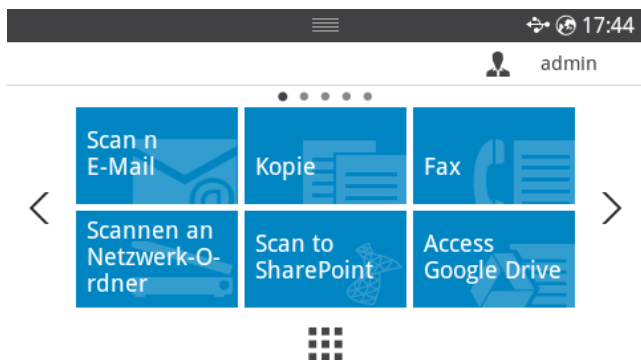 17:44
admin
Scan n
E-Mail
Kopie
Fax
Scannen an
Netzwerk-O-
rdner
Scan to
SharePoint
Access
Google Drive